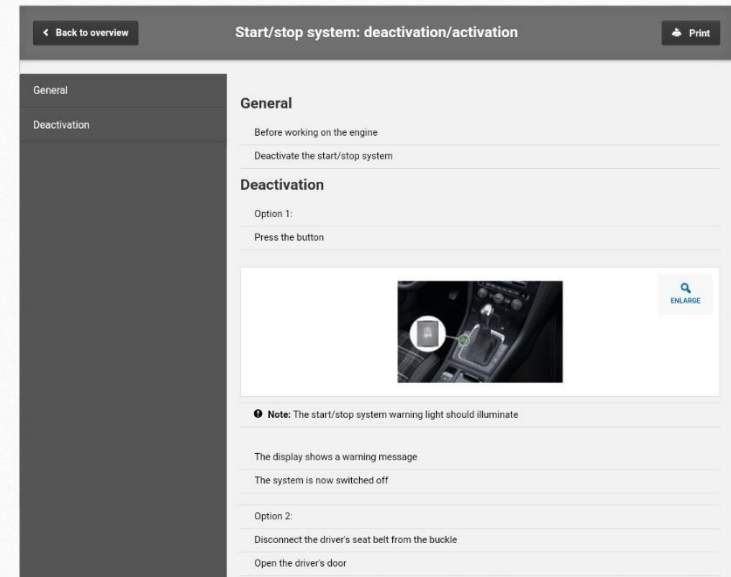 Back to overview
Start/stop system: deactivation/activation
Print
General
Deactivation
General
Before working on the engine
Deactivate the start/stop system
Deactivation
Option 1:
Press the button
ENLARGE
Note: The start/stop system warning light should illuminate
The display shows a warning message
The system is now switched off
Option 2:
Disconnect the driver's seat belt from the buckle
Open the driver's door